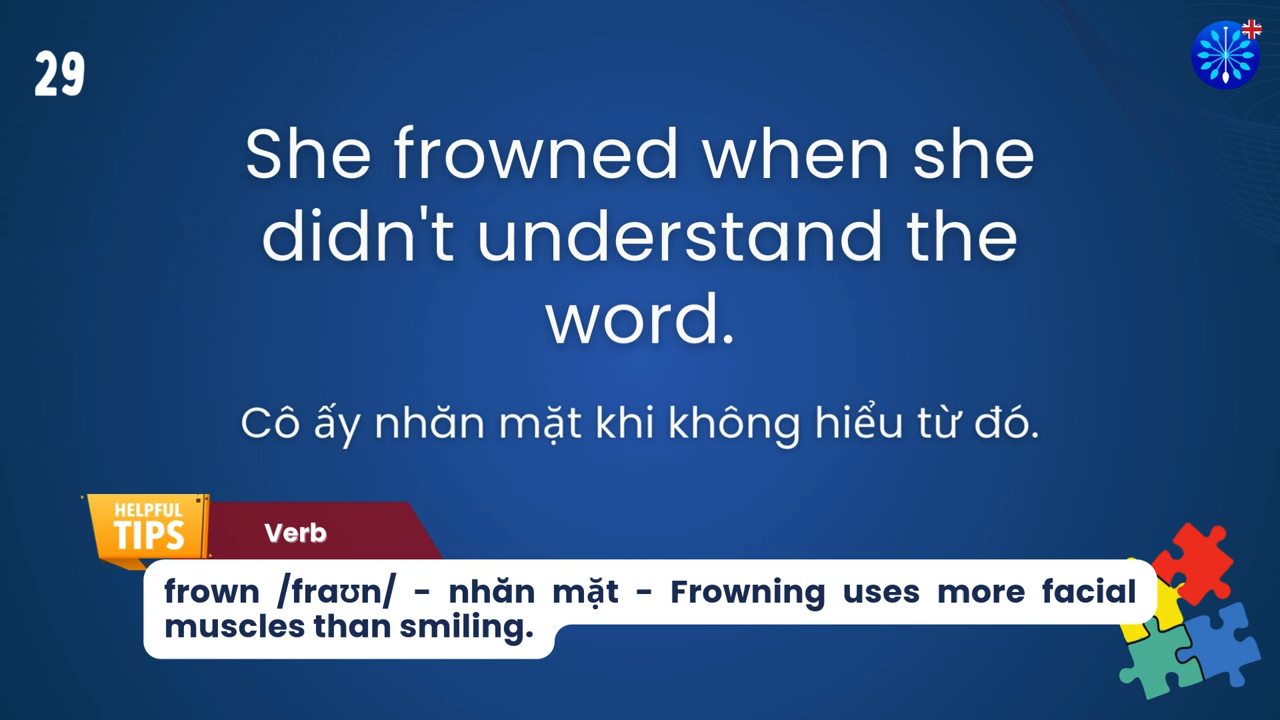 29
She frowned when she
didn't understand the
word.
Cô ấy nhăn mặt khi không hiểu từ đó.
HELPFUL
TIPS
Verb
frown /fraʊn/ - nhăn mặt - Frowning uses more facial
muscles than smiling.